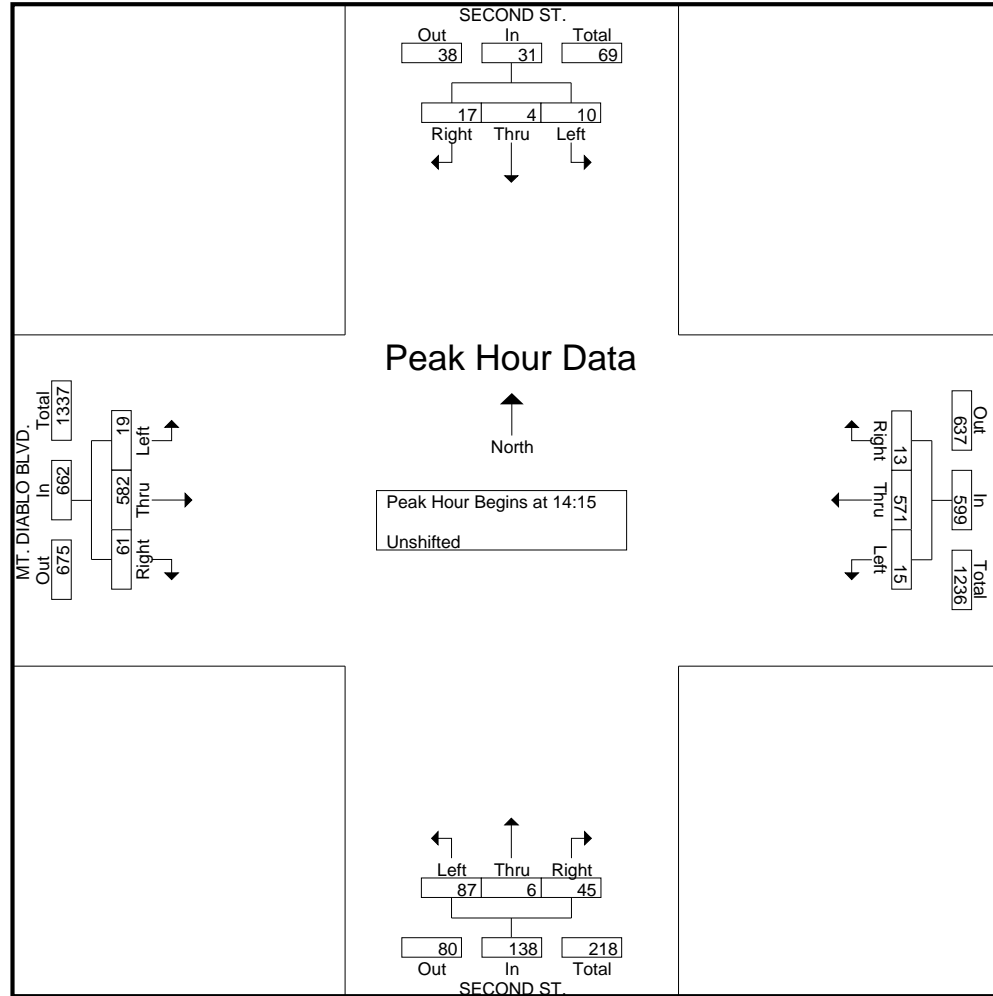 SECOND ST.
Out In Total
38 31 69
17 4 10
Right Thru Left
Peak Hour Data
North
Peak Hour Begins at 14:15
Unshifted
MT. DIABLO BLVD.
Out In Total
675 662 1337
61 582 19
Right Thru Left
Out In Total
637 599 1236
13 571 15
Right Thru Left
Left Thru Right
87 6 45
80 138 218
Out In Total
SECOND ST.